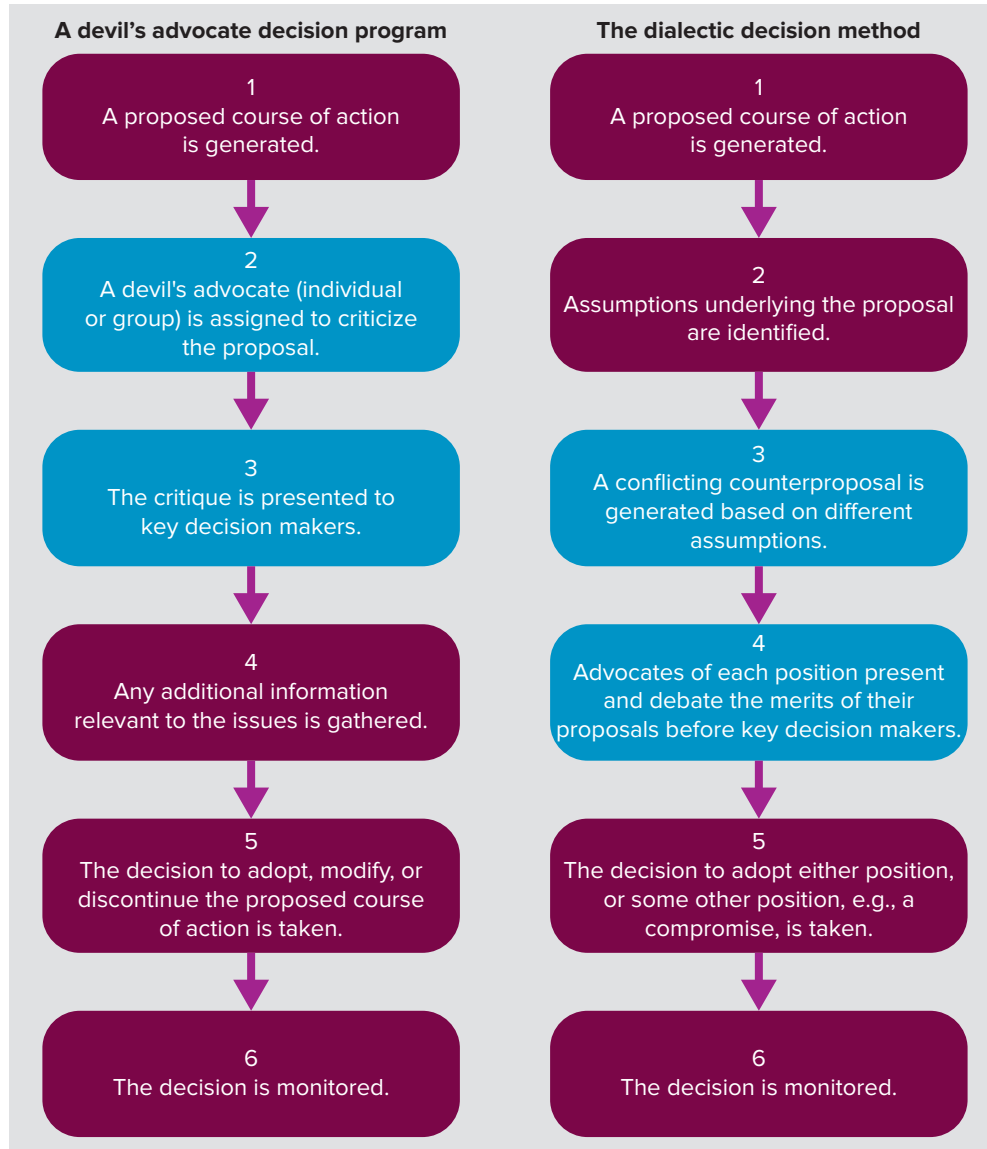 A devil’s advocate decision program
1
A proposed course of action
is generated.
2
A devil's advocate (individual
or group) is assigned to criticize
the proposal.
3
The critique is presented to
key decision makers.
4
Any additional information
relevant to the issues is gathered.
5
The decision to adopt, modify, or
discontinue the proposed course
of action is taken.
6
The decision is monitored.
The dialectic decision method
1
A proposed course of action
is generated.
2
Assumptions underlying the proposal
are identified.
3
A conflicting counterproposal is
generated based on different
assumptions.
4
Advocates of each position present
and debate the merits of their
proposals before key decision makers.
5
The decision to adopt either position,
or some other position, e.g., a
compromise, is taken.
6
The decision is monitored.